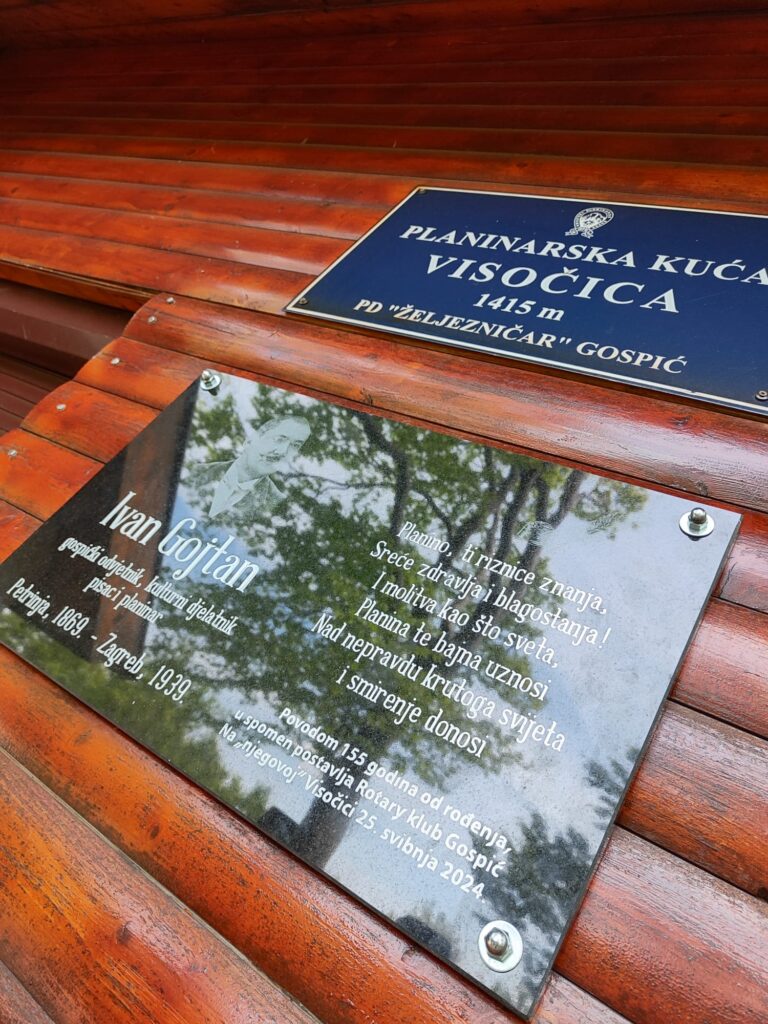 PLANINARSKA KUĆA
VISOČICA
1415 m
PD "ŽELJEZNIČAR" GOSPIĆ
Ivan Gojtan
gospićki odvjetnik, kulturni djelatnik
pisac i planinar
Petrinja, 1869. - Zagreb, 1939.
Planino, ti riznice znanja,
Sreće zdravlja i blagostanja!
I molitva kao što sveta,
Planina te bajna uznosi
Nad nepravdu krutoga svijeta
i smirenje donosi
Povodom 155 godina od rođenja,
u spomen postavlja Rotary klub Gospić
Na „njegovoj" Visočici 25. svibnja 2024.